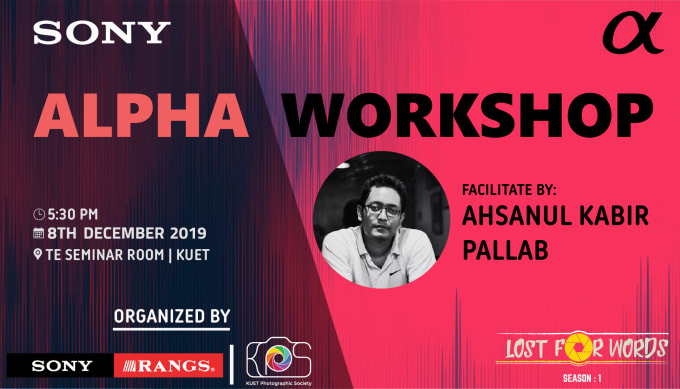 SONY
α
ALPHA WORKSHOP
5:30 PM
8TH DECEMBER 2019
TE SEMINAR ROOM | KUET
FACILITATE BY:
AHSANUL KABIR
PALLAB
ORGANIZED BY
SONY
RANGS®
KPS
KUET Photographic Society
LOST FOR WORDS
SEASON : 1